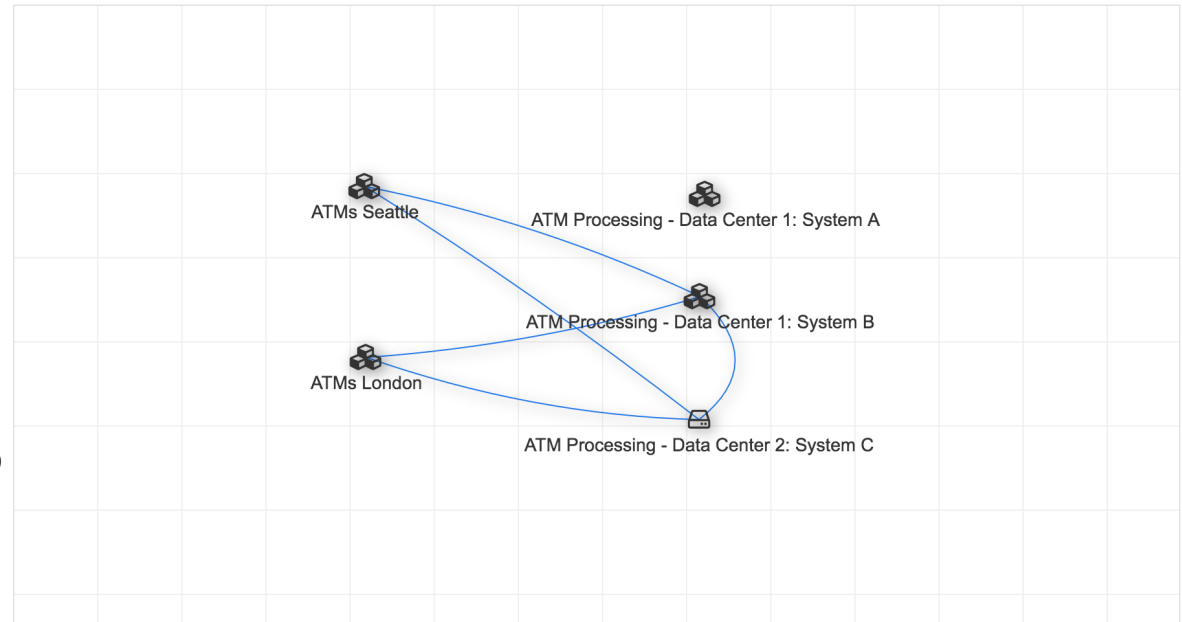 ATMs Seattle
ATM Processing - Data Center 1: System A
ATM Processing - Data Center 1: System B
ATMs London
ATM Processing - Data Center 2: System C